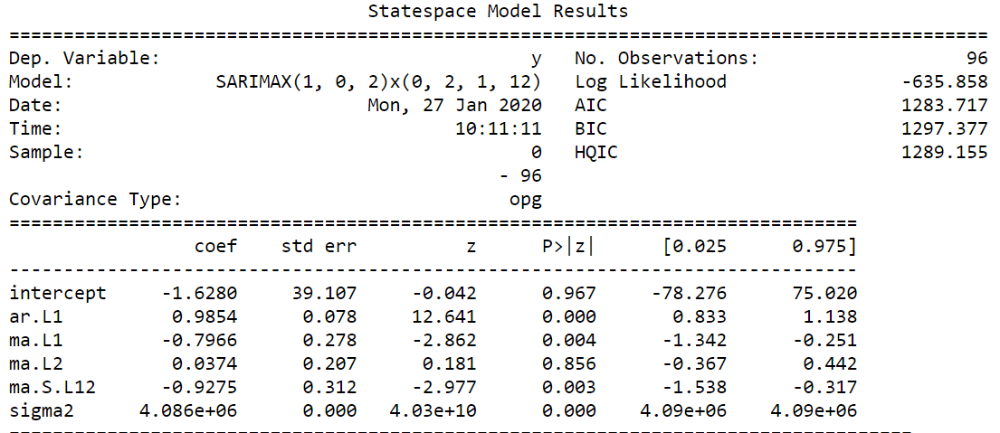 Statespace Model Results
==========================================================================================
Dep. Variable: y No. Observations: 96
Model: SARIMAX(1, 0, 2)x(0, 2, 1, 12) Log Likelihood -635.858
Date: Mon, 27 Jan 2020 AIC 1283.717
Time: 10:11:11 BIC 1297.377
Sample: 0 HQIC 1289.155
- 96
Covariance Type: opg
==============================================================================
coef std err z P>|z| [0.025 0.975]
------------------------------------------------------------------------------
intercept -1.6280 39.107 -0.042 0.967 -78.276 75.020
ar.L1 0.9854 0.078 12.641 0.000 0.833 1.138
ma.L1 -0.7966 0.278 -2.862 0.004 -1.342 -0.251
ma.L2 0.0374 0.207 0.181 0.856 -0.367 0.442
ma.S.L12 -0.9275 0.312 -2.977 0.003 -1.538 -0.317
sigma2 4.086e+06 0.000 4.03e+10 0.000 4.09e+06 4.09e+06
-----------------------------------------------------------------------------------